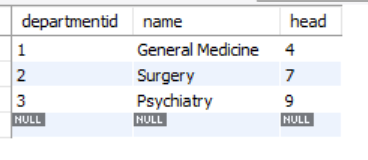 departmentid name head
1 General Medicine 4
2 Surgery 7
3 Psychiatry 9
NULL NULL NULL